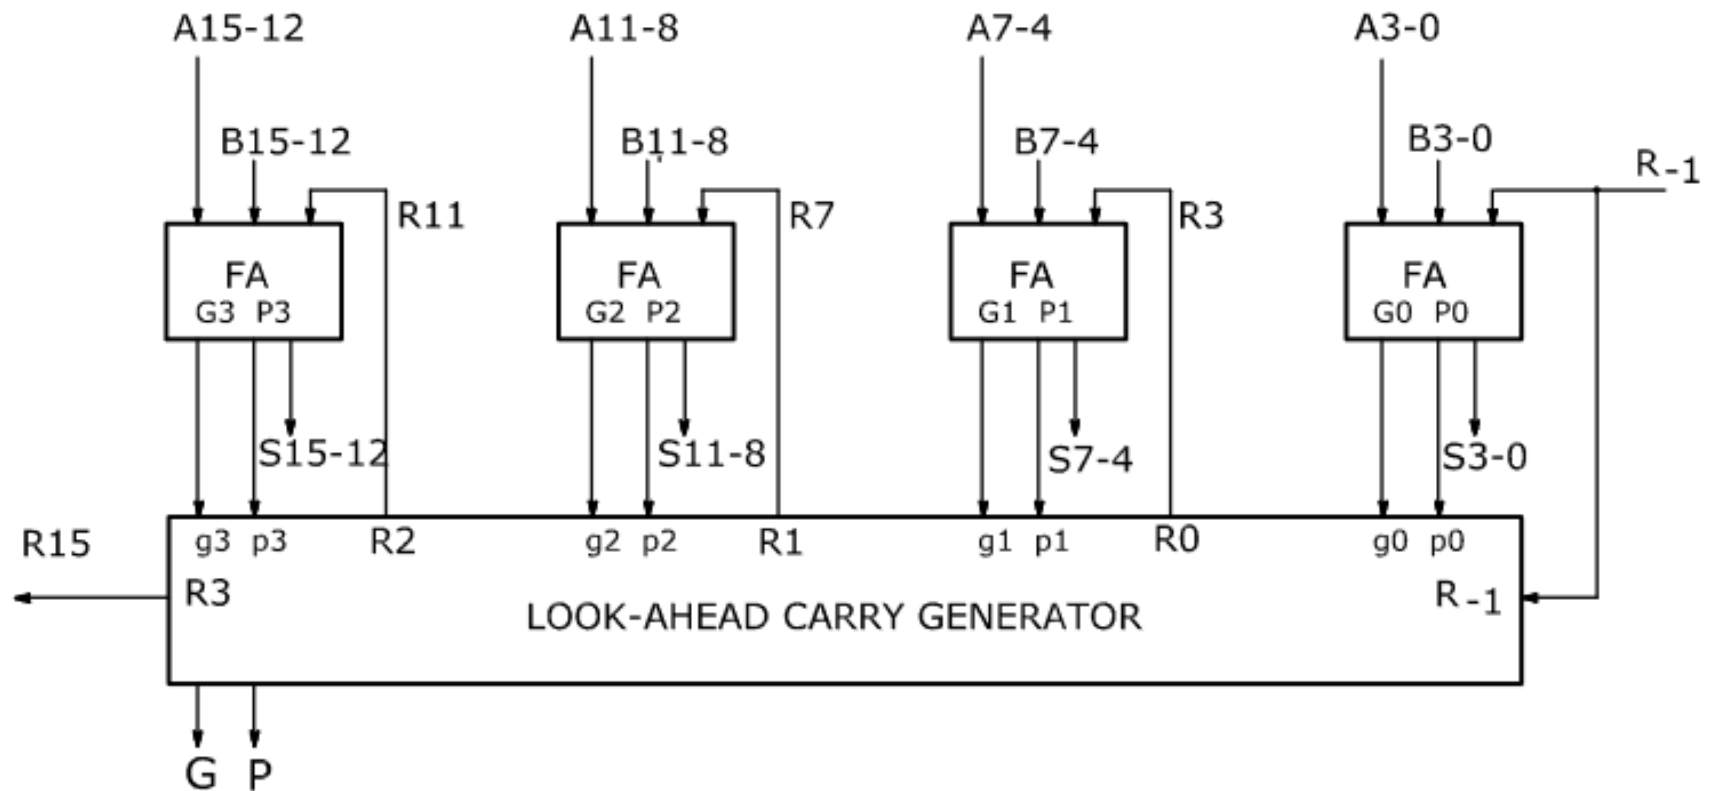 A15-12 A11-8 A7-4 A3-0
B15-12 B11-8 B7-4 B3-0 R-1
R11 R7 R3
FA FA FA FA
G3 P3 G2 P2 G1 P1 G0 P0
S15-12 S11-8 S7-4 S3-0
R15 g3 p3 R2 g2 p2 R1 g1 p1 R0 g0 p0
R3 LOOK-AHEAD CARRY GENERATOR R-1
G P